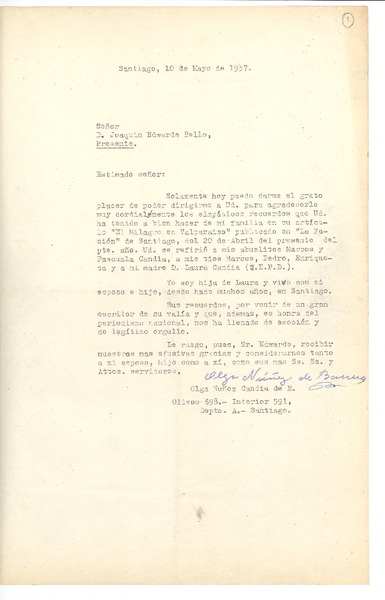 1
Santiago, 10 de Mayo de 1937.
Señor
D. Joaquín Edwards Bello,
Presente.
Estimado señor:
Solamente hoy puedo darme el grato
placer de poder dirigirme a Ud. para agradecerle
muy cordialmente los simpáticos recuerdos que Ud.
ha tenido a bien hacer de mi familia en su artícu-
lo "El Milagro en Valparaíso" publicado en "La Na-
ción" de Santiago, del 20 de Abril del presente del
pte. año. Ud. se refirió a mis abuelitos Marcos y
Pascuala Candia, a mis tíos Marcos, Pedro, Enrique-
ta y a mi madre D. Laura Candia (Q.E.P.D.).
Yo soy hija de Laura y vivo con mi
esposo e hijo, desde hace muchos años, en Santiago.
Sus recuerdos, por venir de un gran
escritor de su valía y que, además, es honra del
periodismo nacional, nos ha llenado de emoción y
de legítimo orgullo.
Le ruego, pues, Sr. Edwards, recibir
nuestras mas efusivas gracias y considerarnos tanto
a mi esposo, hijo como a mí, como sus mas Ss. Ss. y
Attos. servidores,
Olga Núñez de
Olga Nuñez Candia de B.
Olivos 698.- Interior 591,
Depto. A.- Santiago.